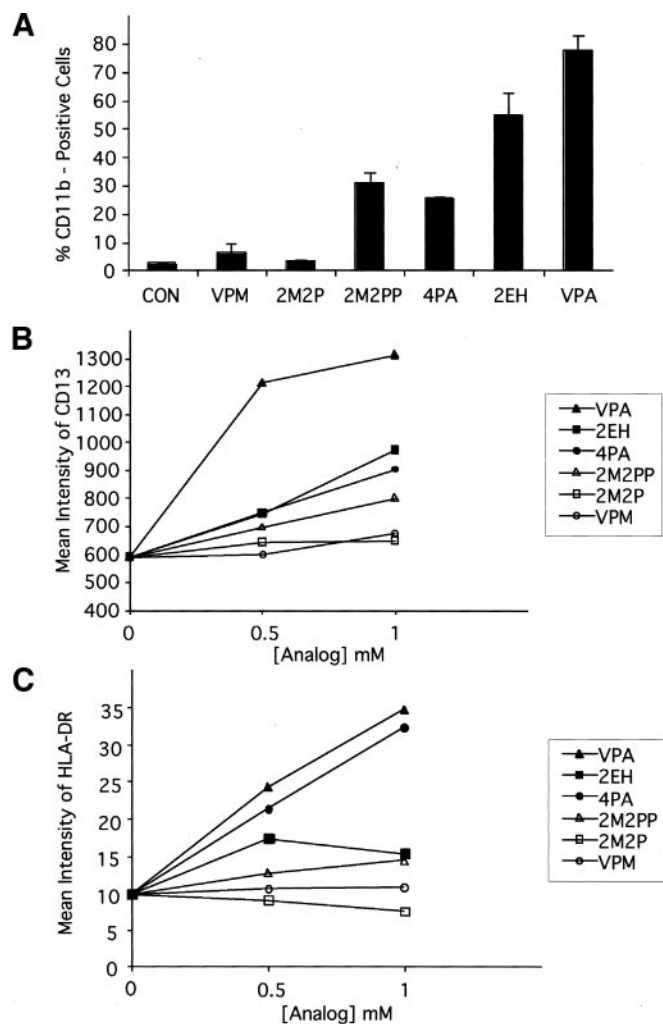 A
% CD11b - Positive Cells
80
70
60
50
40
30
20
10
0
CON VPM 2M2P 2M2PP 4PA 2EH VPA
B
Mean Intensity of CD13
1300
1200
1100
1000
900
800
700
600
500
400
0 0.5 1
[Analog] mM
VPA
2EH
4PA
2M2PP
2M2P
VPM
C
Mean Intensity of HLA-DR
35
30
25
20
15
10
5
0
0 0.5 1
[Analog] mM
VPA
2EH
4PA
2M2PP
2M2P
VPM